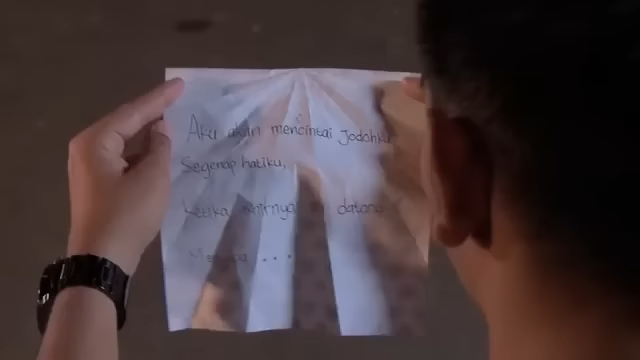 Aku akan mencintai Jodohku
Segenap hatiku,
Ketika akhirnya datang